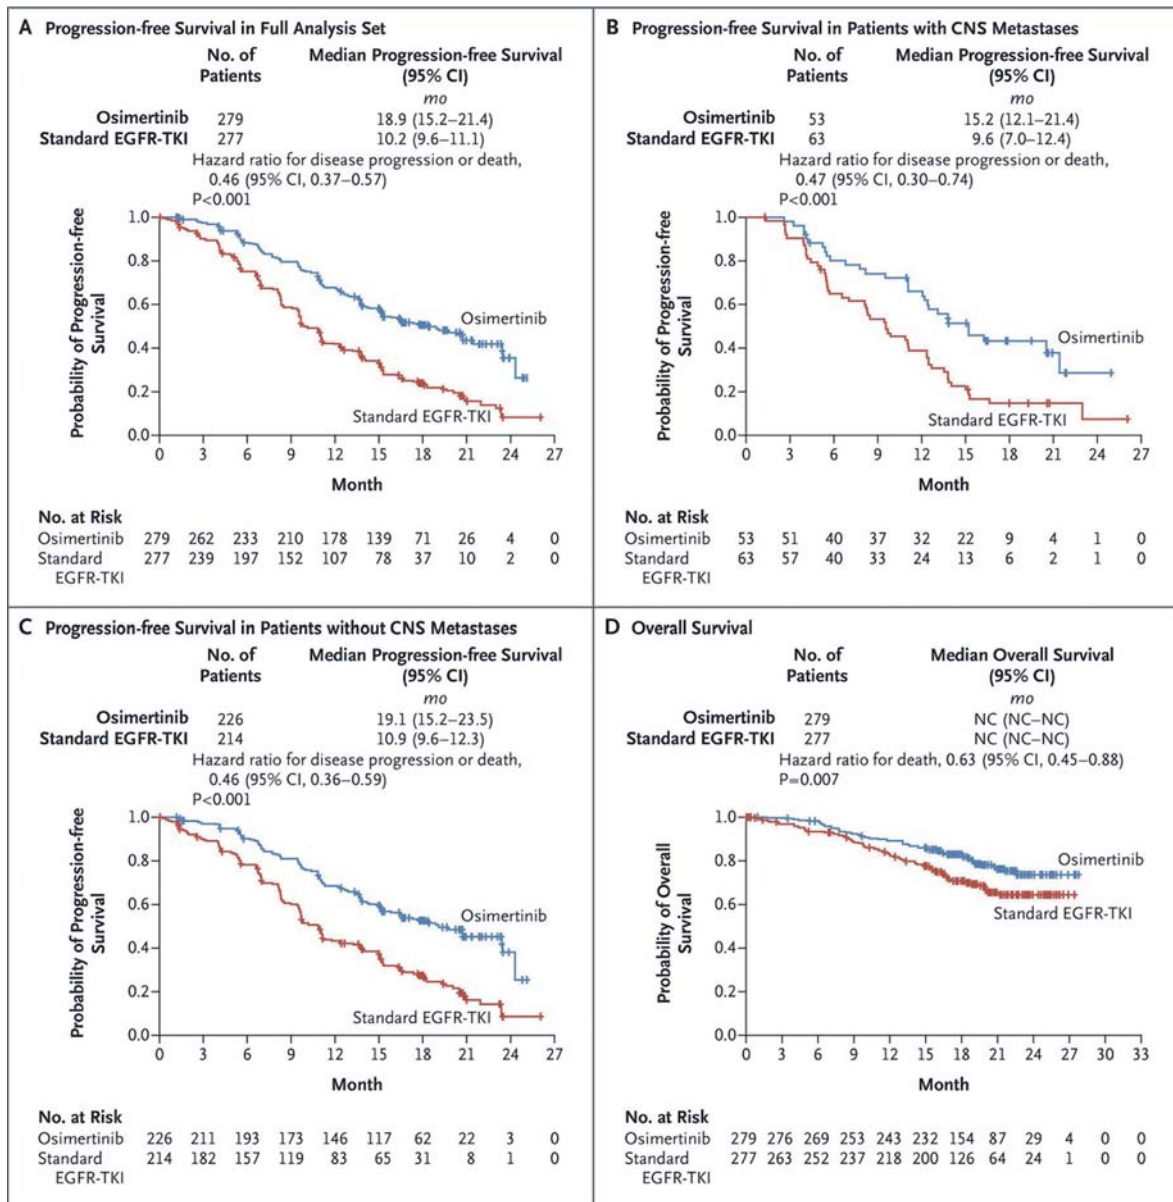 A Progression-free Survival in Full Analysis Set
No. of Patients Median Progression-free Survival (95% CI)
mo
Osimertinib 279 18.9 (15.2–21.4)
Standard EGFR-TKI 277 10.2 (9.6–11.1)
Hazard ratio for disease progression or death,
0.46 (95% CI, 0.37–0.57)
P<0.001
Probability of Progression-free Survival
1.0
0.8
0.6
0.4
0.2
0.0
Osimertinib
Standard EGFR-TKI
0 3 6 9 12 15 18 21 24 27
Month
No. at Risk
Osimertinib 279 262 233 210 178 139 71 26 4 0
Standard EGFR-TKI 277 239 197 152 107 78 37 10 2 0
B Progression-free Survival in Patients with CNS Metastases
No. of Patients Median Progression-free Survival (95% CI)
mo
Osimertinib 53 15.2 (12.1–21.4)
Standard EGFR-TKI 63 9.6 (7.0–12.4)
Hazard ratio for disease progression or death,
0.47 (95% CI, 0.30–0.74)
P<0.001
Probability of Progression-free Survival
1.0
0.8
0.6
0.4
0.2
0.0
Osimertinib
Standard EGFR-TKI
0 3 6 9 12 15 18 21 24 27
Month
No. at Risk
Osimertinib 53 51 40 37 32 22 9 4 1 0
Standard EGFR-TKI 63 57 40 33 24 13 6 2 1 0
C Progression-free Survival in Patients without CNS Metastases
No. of Patients Median Progression-free Survival (95% CI)
mo
Osimertinib 226 19.1 (15.2–23.5)
Standard EGFR-TKI 214 10.9 (9.6–12.3)
Hazard ratio for disease progression or death,
0.46 (95% CI, 0.36–0.59)
P<0.001
Probability of Progression-free Survival
1.0
0.8
0.6
0.4
0.2
0.0
Osimertinib
Standard EGFR-TKI
0 3 6 9 12 15 18 21 24 27
Month
No. at Risk
Osimertinib 226 211 193 173 146 117 62 22 3 0
Standard EGFR-TKI 214 182 157 119 83 65 31 8 1 0
D Overall Survival
No. of Patients Median Overall Survival (95% CI)
mo
Osimertinib 279 NC (NC–NC)
Standard EGFR-TKI 277 NC (NC–NC)
Hazard ratio for death, 0.63 (95% CI, 0.45–0.88)
P=0.007
Probability of Overall Survival
1.0
0.8
0.6
0.4
0.2
0.0
Osimertinib
Standard EGFR-TKI
0 3 6 9 12 15 18 21 24 27 30 33
Month
No. at Risk
Osimertinib 279 276 269 253 243 232 154 87 29 4 0 0
Standard EGFR-TKI 277 263 252 237 218 200 126 64 24 1 0 0